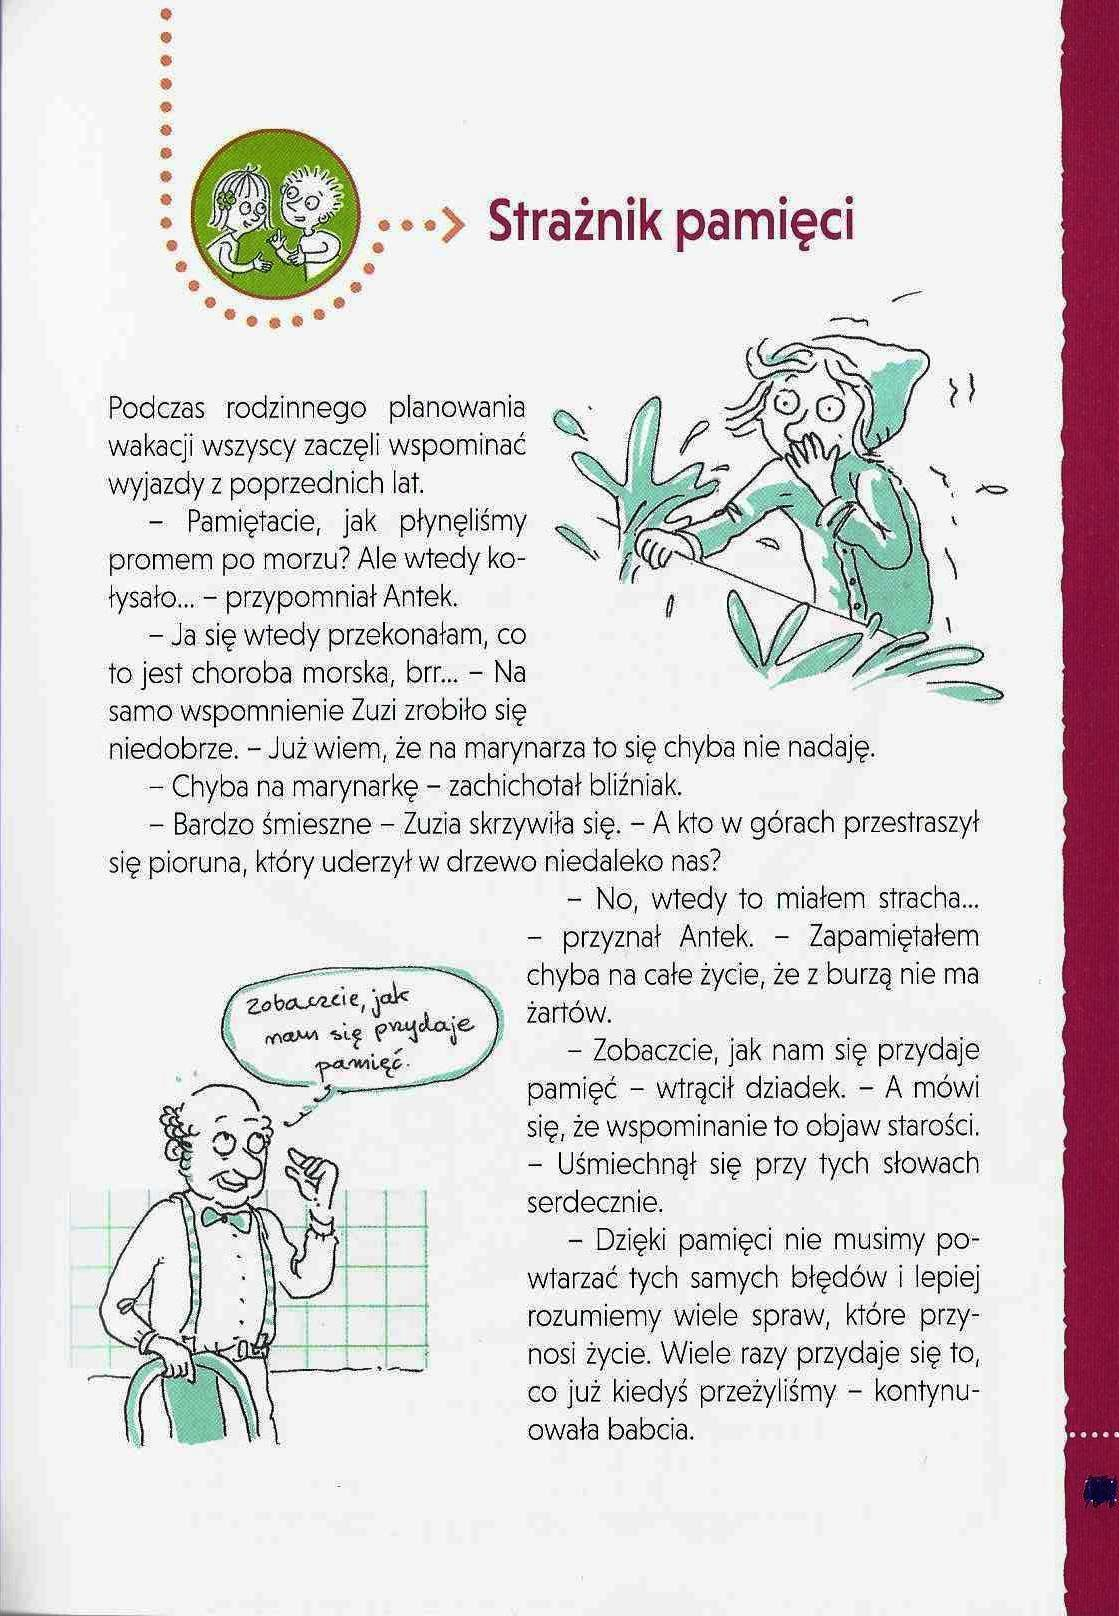 Strażnik pamięci
Podczas rodzinnego planowania
wakacji wszyscy zaczęli wspominać
wyjazdy z poprzednich lat.
– Pamiętacie, jak płynęliśmy
promem po morzu? Ale wtedy ko-
łysało... – przypomniał Antek.
– Ja się wtedy przekonałam, co
to jest choroba morska, brr... – Na
samo wspomnienie Zuzi zrobiło się
niedobrze. – Już wiem, że na marynarza to się chyba nie nadaję.
– Chyba na marynarkę – zachichotał bliźniak.
– Bardzo śmieszne – Zuzia skrzywiła się. – A kto w górach przestraszył
się pioruna, który uderzył w drzewo niedaleko nas?
– No, wtedy to miałem stracha...
– przyznał Antek. – Zapamiętałem
chyba na całe życie, że z burzą nie ma
żartów.
– Zobaczcie, jak nam się przydaje
pamięć – wtrącił dziadek. – A mówi
się, że wspominanie to objaw starości.
– Uśmiechnął się przy tych słowach
serdecznie.
– Dzięki pamięci nie musimy po-
wtarzać tych samych błędów i lepiej
rozumiemy wiele spraw, które przy-
nosi życie. Wiele razy przydaje się to,
co już kiedyś przeżyliśmy – kontynu-
owała babcia.
Zobaczcie, jak
nam się przydaje
pamięć.